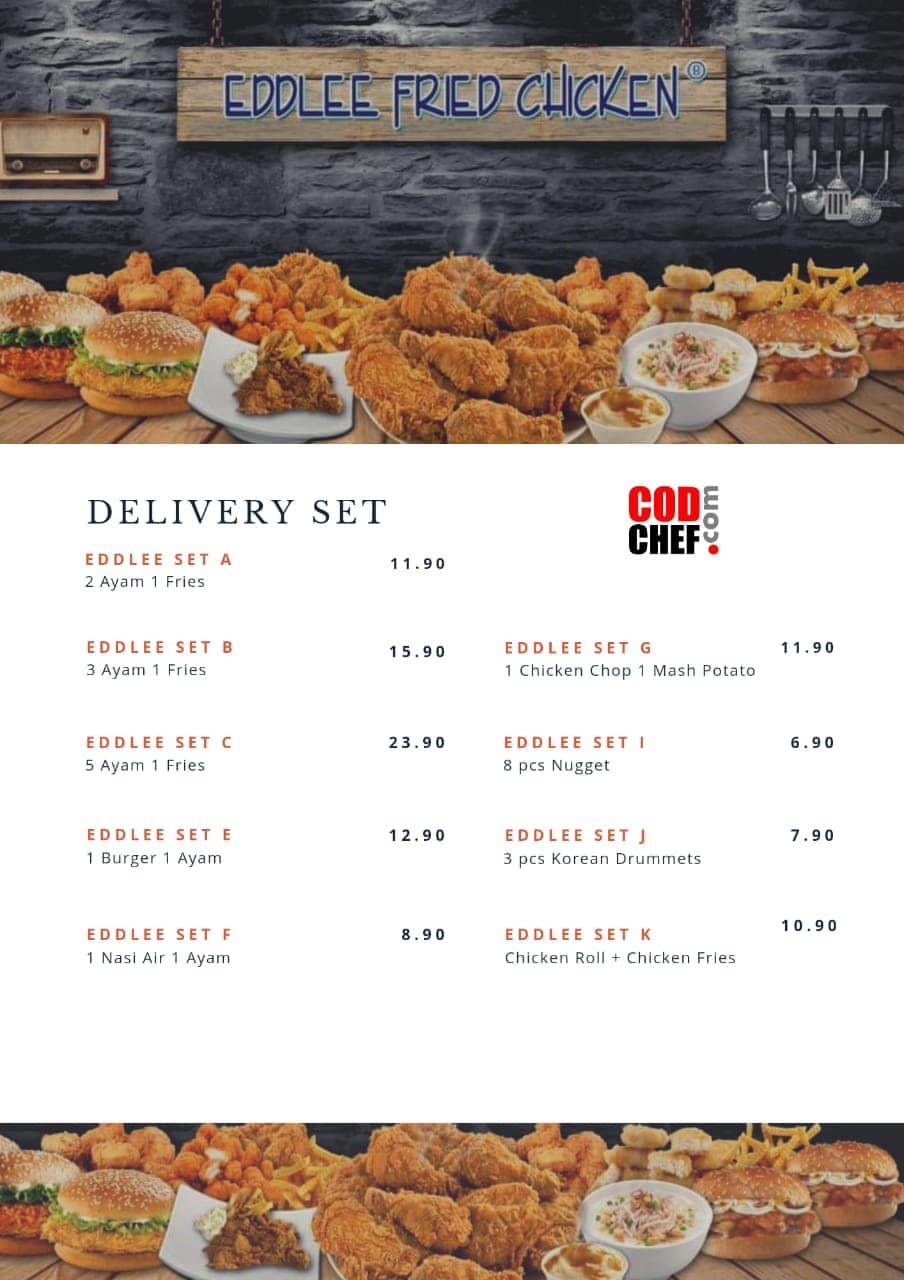 EDDLEE FRIED CHICKEN®
DELIVERY SET
COD
CHEF
.com
EDDLEE SET A 11.90
2 Ayam 1 Fries
EDDLEE SET B 15.90
3 Ayam 1 Fries
EDDLEE SET C 23.90
5 Ayam 1 Fries
EDDLEE SET E 12.90
1 Burger 1 Ayam
EDDLEE SET F 8.90
1 Nasi Air 1 Ayam
EDDLEE SET G 11.90
1 Chicken Chop 1 Mash Potato
EDDLEE SET I 6.90
8 pcs Nugget
EDDLEE SET J 7.90
3 pcs Korean Drummets
EDDLEE SET K 10.90
Chicken Roll + Chicken Fries